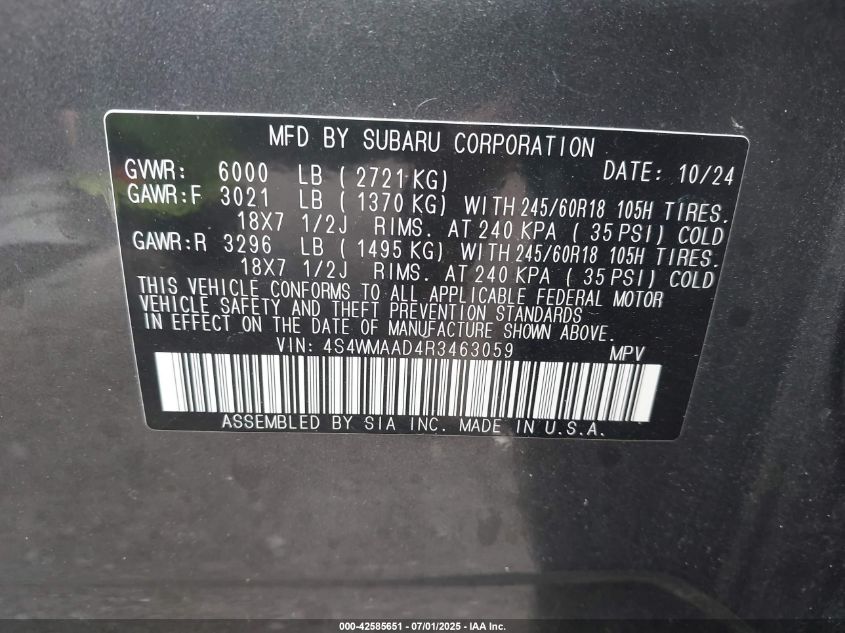 MFD BY SUBARU CORPORATION
GVWR: 6000 LB ( 2721 KG) DATE: 10/24
GAWR:F 3021 LB ( 1370 KG) WITH 245/60R18 105H TIRES.
18X7 1/2J RIMS. AT 240 KPA ( 35 PSI) COLD
GAWR:R 3296 LB ( 1495 KG) WITH 245/60R18 105H TIRES.
18X7 1/2J RIMS. AT 240 KPA ( 35 PSI) COLD
THIS VEHICLE CONFORMS TO ALL APPLICABLE FEDERAL MOTOR
VEHICLE SAFETY AND THEFT PREVENTION STANDARDS
IN EFFECT ON THE DATE OF MANUFACTURE SHOWN ABOVE.
VIN: 4S4WMAAD4R3463059 MPV
ASSEMBLED BY SIA INC. MADE IN U.S.A.
000-42585651 - 07/01/2025 - IAA Inc.